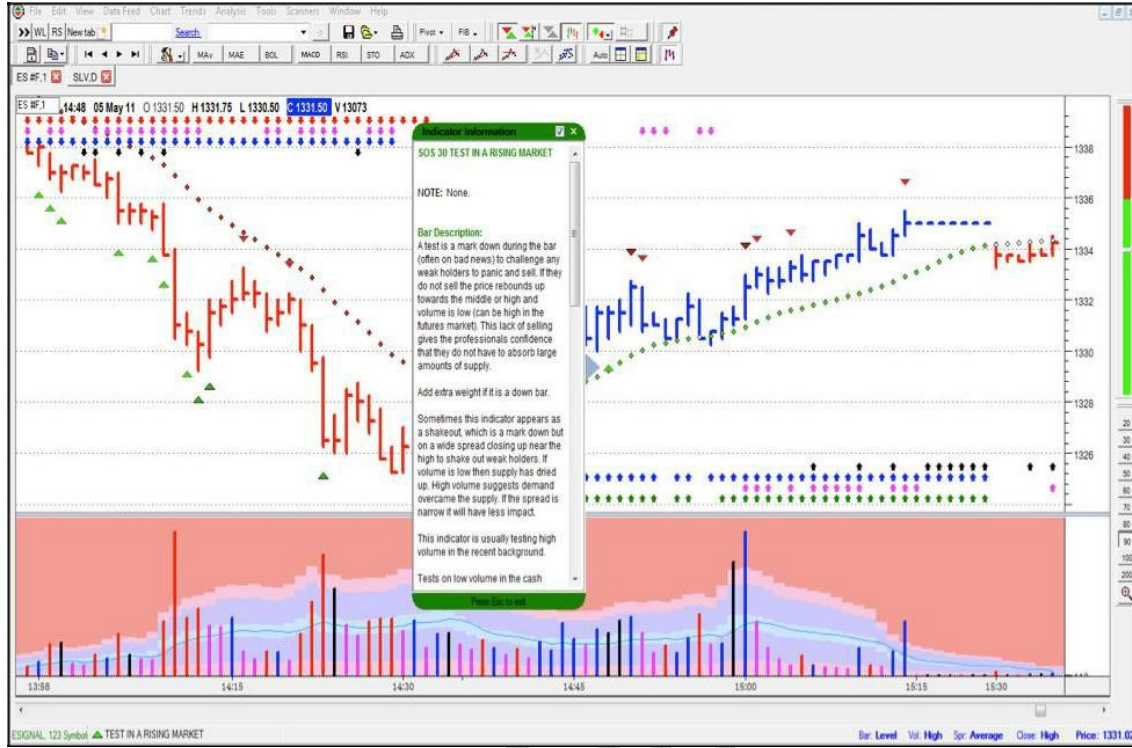 File Edit View Data Feed Chart Trends Analysis Tools Scanners Window Help
WL RS New tab Search: Pivot FIB
MAv MAE BOL MACD RSI STO ADX Auto
ES #F,1 SLV,D
ES #F,1 14:48 05 May 11 O 1331.50 H 1331.75 L 1330.50 C 1331.50 V 13073
Indicator Information
SOS 30 TEST IN A RISING MARKET
NOTE: None.
Bar Description:
A test is a mark down during the bar
(often on bad news) to challenge any
weak holders to panic and sell. If they
do not sell the price rebounds up
towards the middle or high and
volume is low (can be high in the
futures market). This lack of selling
gives the professionals confidence
that they do not have to absorb large
amounts of supply.
Add extra weight if it is a down bar.
Sometimes this indicator appears as
a shakeout, which is a mark down but
on a wide spread closing up near the
high to shake out weak holders. If
volume is low then supply has dried
up. High volume suggests demand
overcame the supply. If the spread is
narrow it will have less impact.
This indicator is usually testing high
volume in the recent background.
Tests on low volume in the cash
Press Esc to exit
1338
1336
1334
1332
1330
1328
1326
20
30
40
50
60
70
80
90
100
200
13:58 14:15 14:30 14:45 15:00 15:15 15:30
ESIGNAL, 123 Symbol TEST IN A RISING MARKET Bar: Level Vol: High Spr: Average Close: High Price: 1331.02